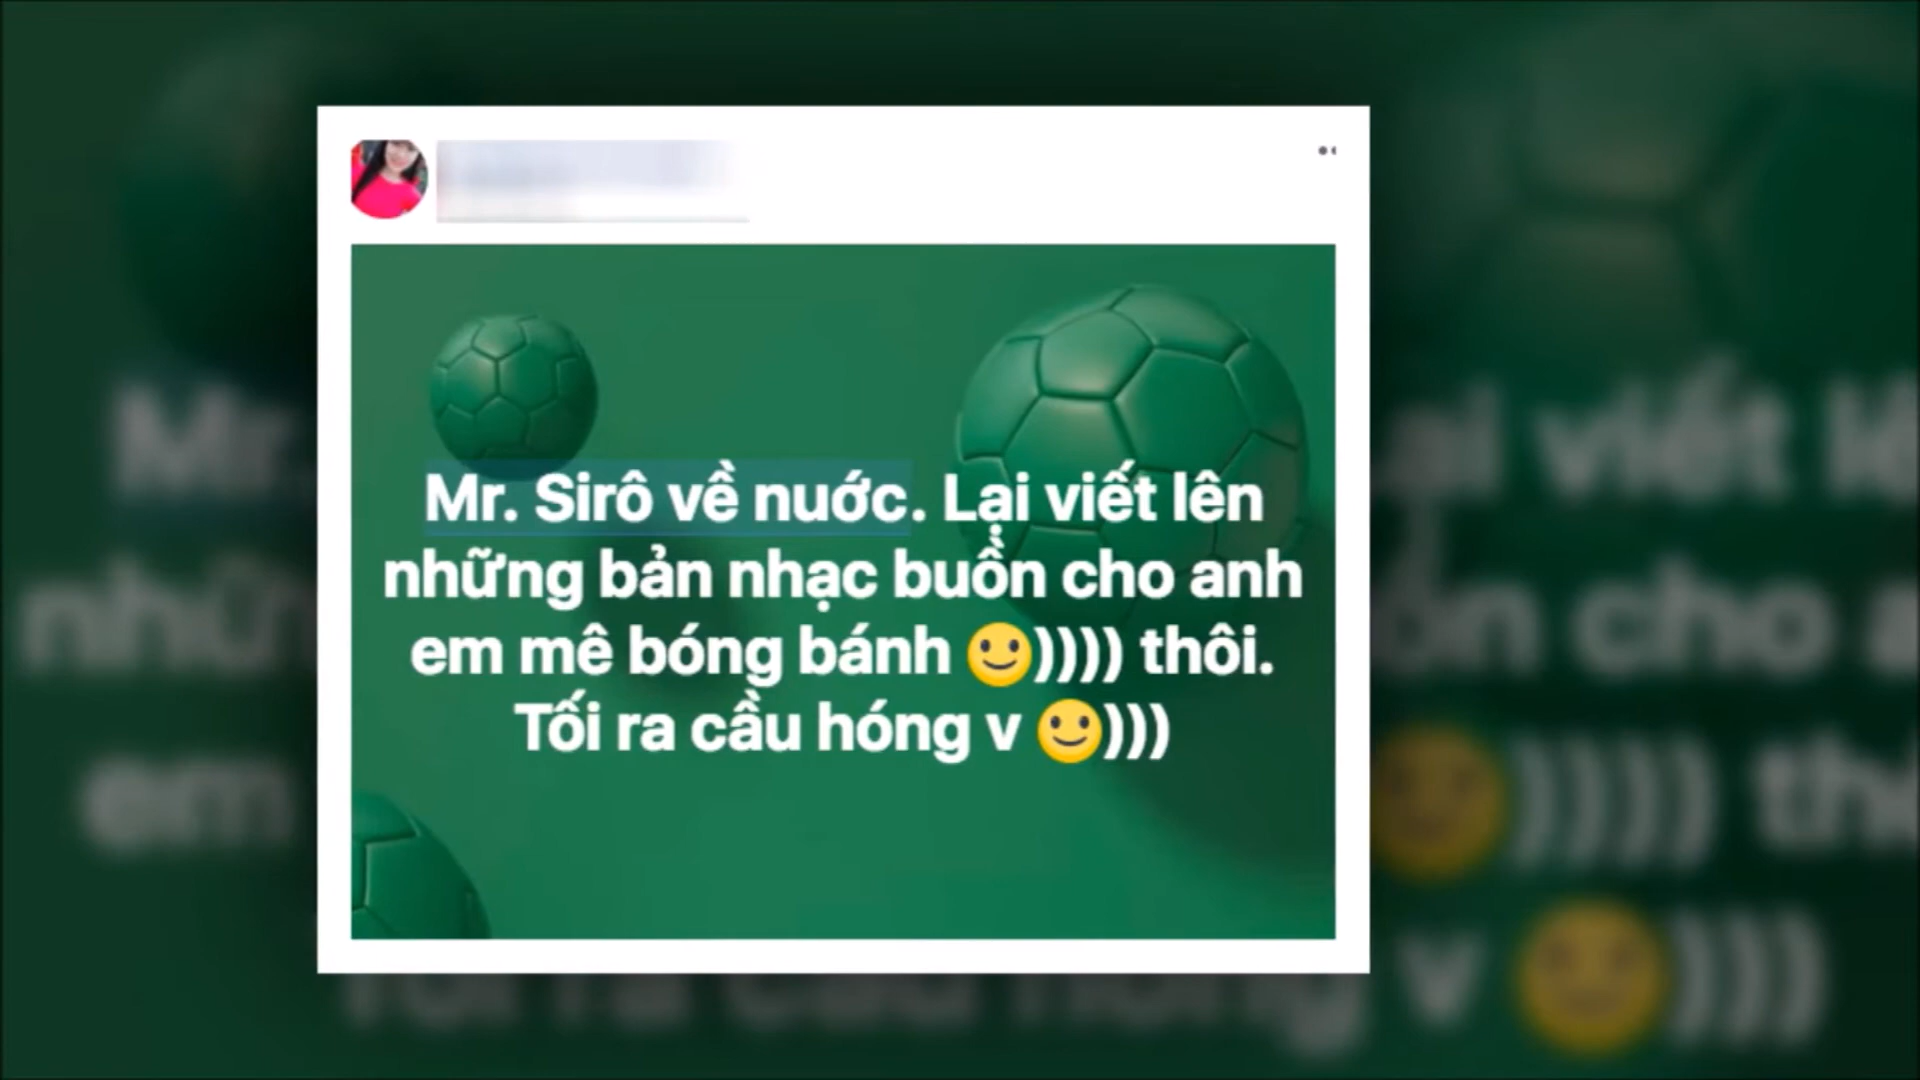 Mr. Sirô về nuớc. Lại viết lên
những bản nhạc buồn cho anh
em mê bóng bánh 🙂)))) thôi.
Tối ra cầu hóng v 🙂)))